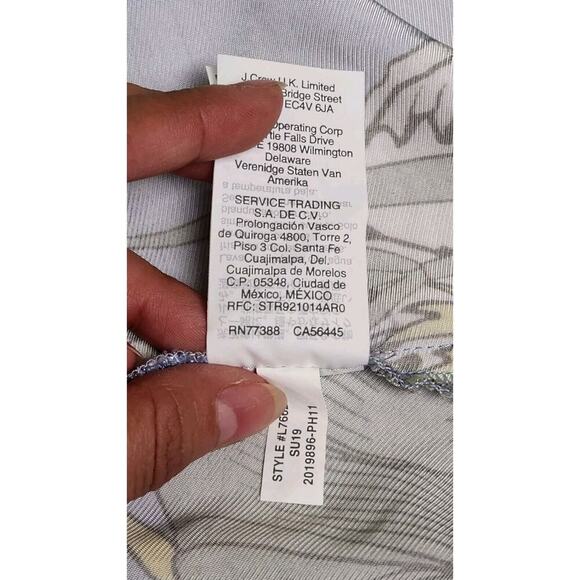 J.Crew U.K. Limited
Bridge Street
EC4V 6JA
Operating Corp
Falls Drive
19808 Wilmington
Delaware
Verenidge Staten Van
Amerika
SERVICE TRADING
S.A. DE C.V.
Prolongación Vasco
de Quiroga 4800, Torre 2,
Piso 3 Col. Santa Fe
Cuajimalpa, Del.
Cuajimalpa de Morelos
C.P. 05348, Ciudad de
México, MÉXICO
RFC: STR921014AR0
RN77388 CA56445
STYLE #L766
SU19
2019896-PH11